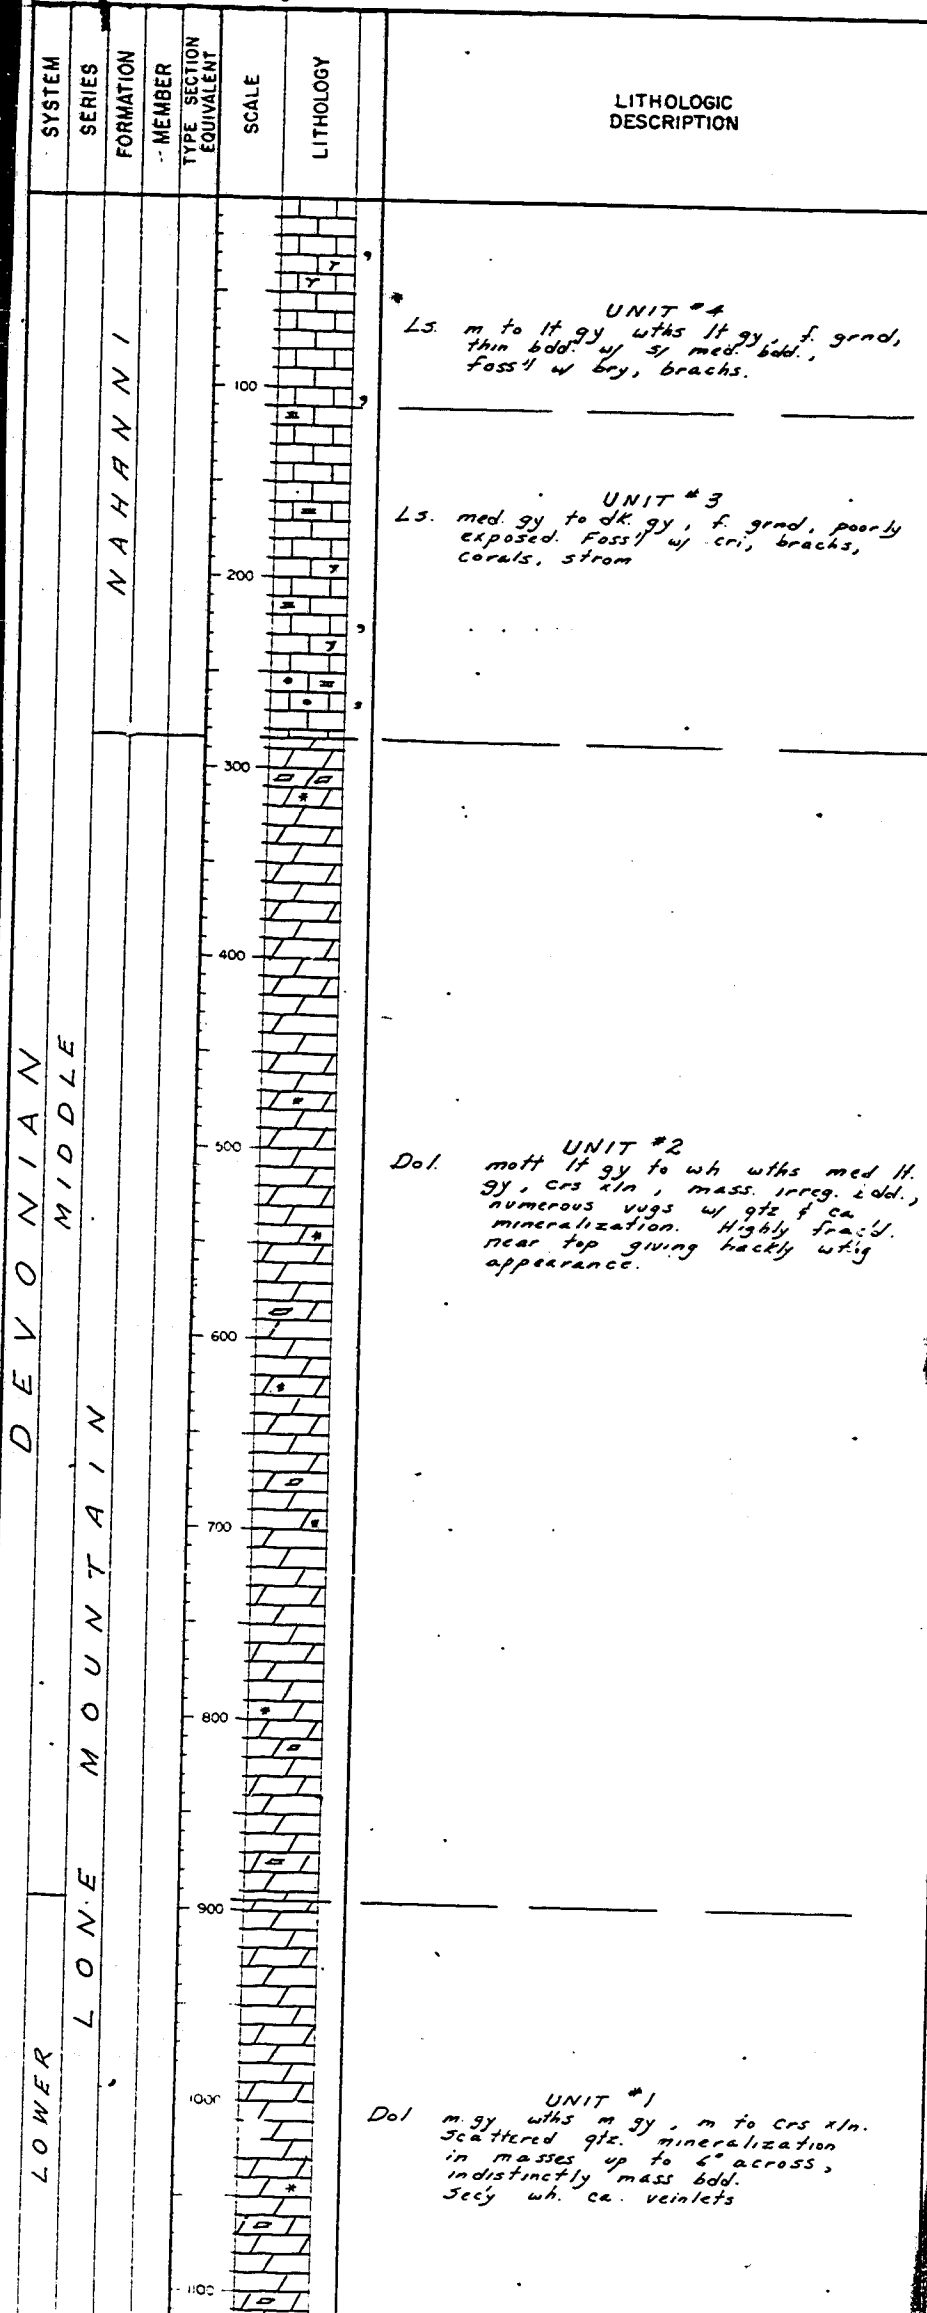 SYSTEM
SERIES
FORMATION
MEMBER
TYPE SECTION
EQUIVALENT
SCALE
LITHOLOGY
LITHOLOGIC
DESCRIPTION
DEVONIAN
MIDDLE
LOWER
NAHANNI
LONE MOUNTAIN
100
200
300
400
500
600
700
800
900
1000
1100
UNIT #4
Ls. m to lt gy wths lt gy, f. grnd,
thin bdd. w/ sl med. bdd.,
foss'l w bry, brachs.
UNIT #3
Ls. med. gy to dk. gy, f. grnd, poorly
exposed. Foss'l w/ cri, brachs,
corals, strom
UNIT #2
Dol. mott lt gy to wh wths med lt.
gy, crs xln, mass. irreg. bdd.,
numerous vugs w/ qtz & ca
mineralization. Highly frac'd.
near top giving hackly wt'g
appearance.
UNIT #1
Dol m. gy wths m gy, m to crs xln.
Scattered qtz. mineralization
in masses up to 6" across,
indistinctly mass bdd.
Sec'y wh. ca. veinlets